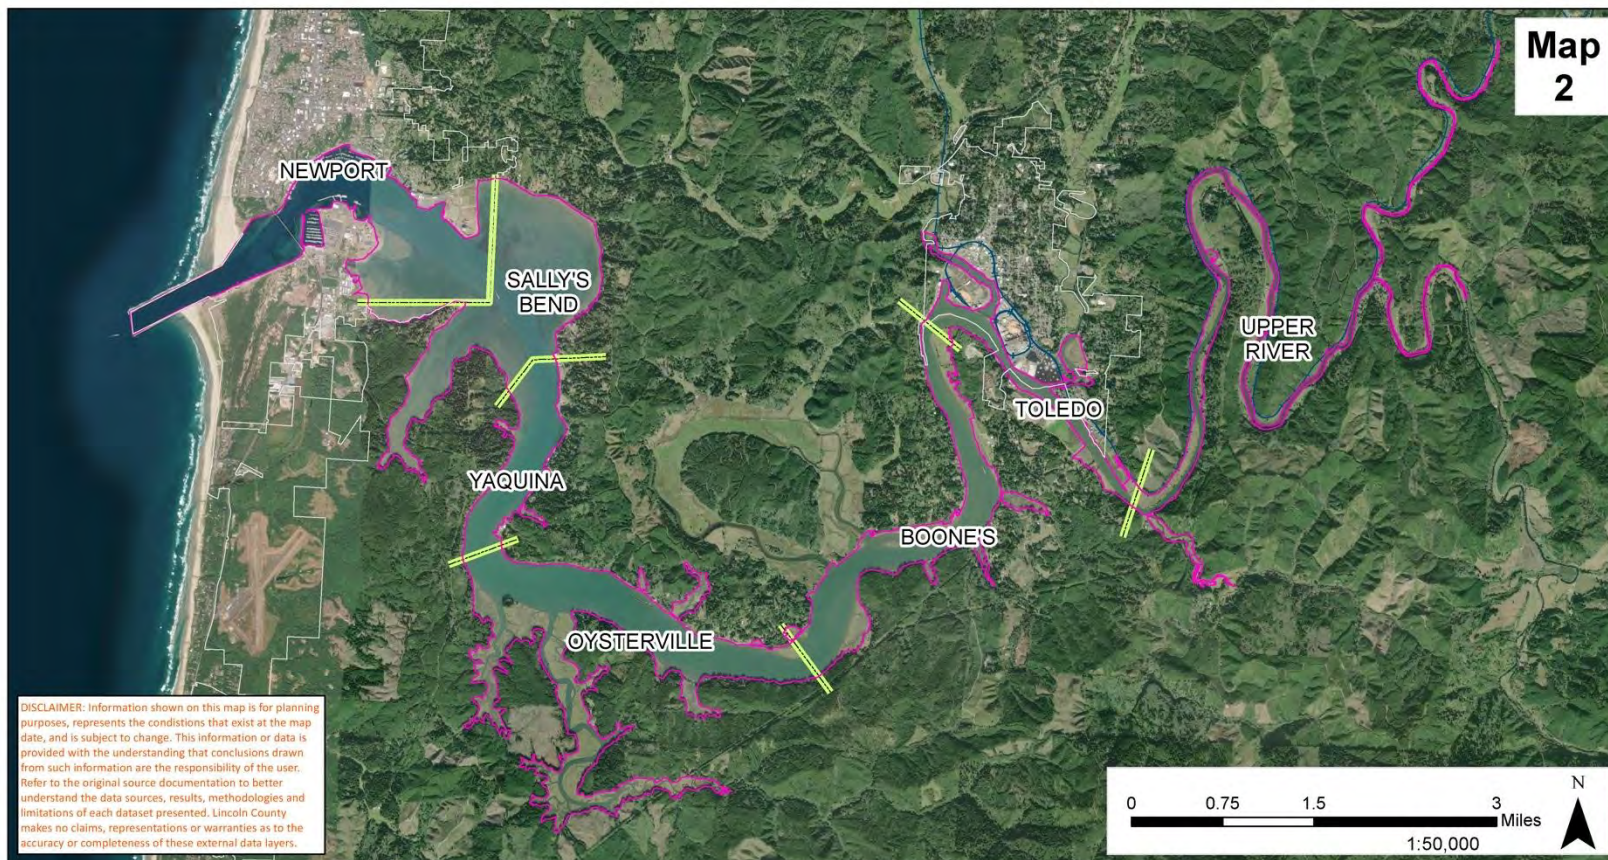 Map
2
NEWPORT
SALLY'S
BEND
UPPER
RIVER
TOLEDO
YAQUINA
BOONE'S
OYSTERVILLE
DISCLAIMER: Information shown on this map is for planning
purposes, represents the condistions that exist at the map
date, and is subject to change. This information or data is
provided with the understanding that conclusions drawn
from such information are the responsibility of the user.
Refer to the original source documentation to better
understand the data sources, results, methodologies and
limitations of each dataset presented. Lincoln County
makes no claims, representations or warranties as to the
accuracy or completeness of these external data layers.
N
0 0.75 1.5 3
Miles
1:50,000